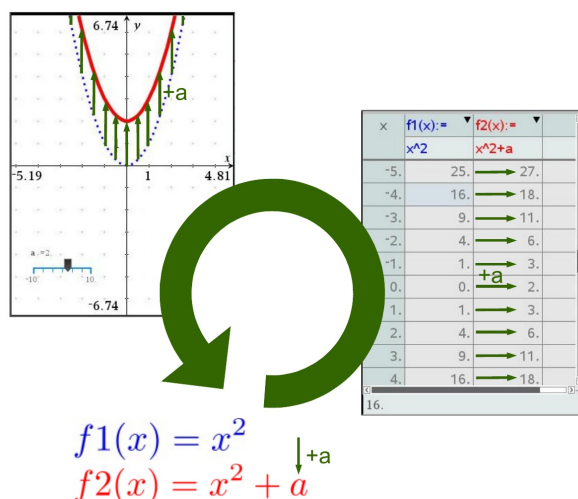 6.74 y
+a
x
-5.19 1 4.81
1
a :=2.
-10 10
-6.74
x f1(x):= f2(x):=
x^2 x^2+a
-5. 25. 27.
-4. 16. 18.
-3. 9. 11.
-2. 4. 6.
-1. 1. 3.
+a
0. 0. 2.
1. 1. 3.
2. 4. 6.
3. 9. 11.
4. 16. 18.
16.
f1(x) = x²
+a
f2(x) = x² + a